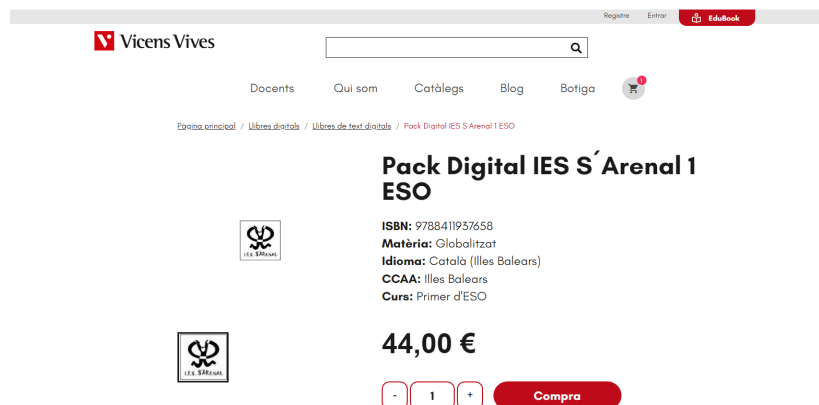 Registre Entrar EduBook
Vicens Vives
Docents Qui som Catàlegs Blog Botiga
1
Pàgina principal / Llibres digitals / Llibres de text digitals / Pack Digital IES S Arenal 1 ESO
Pack Digital IES S´Arenal 1
ESO
ISBN: 9788411937658
Matèria: Globalitzat
Idioma: Català (Illes Balears)
CCAA: Illes Balears
Curs: Primer d'ESO
I.E.S. S'ARENAL
44,00 €
I.E.S. S'ARENAL
- 1 + Compra